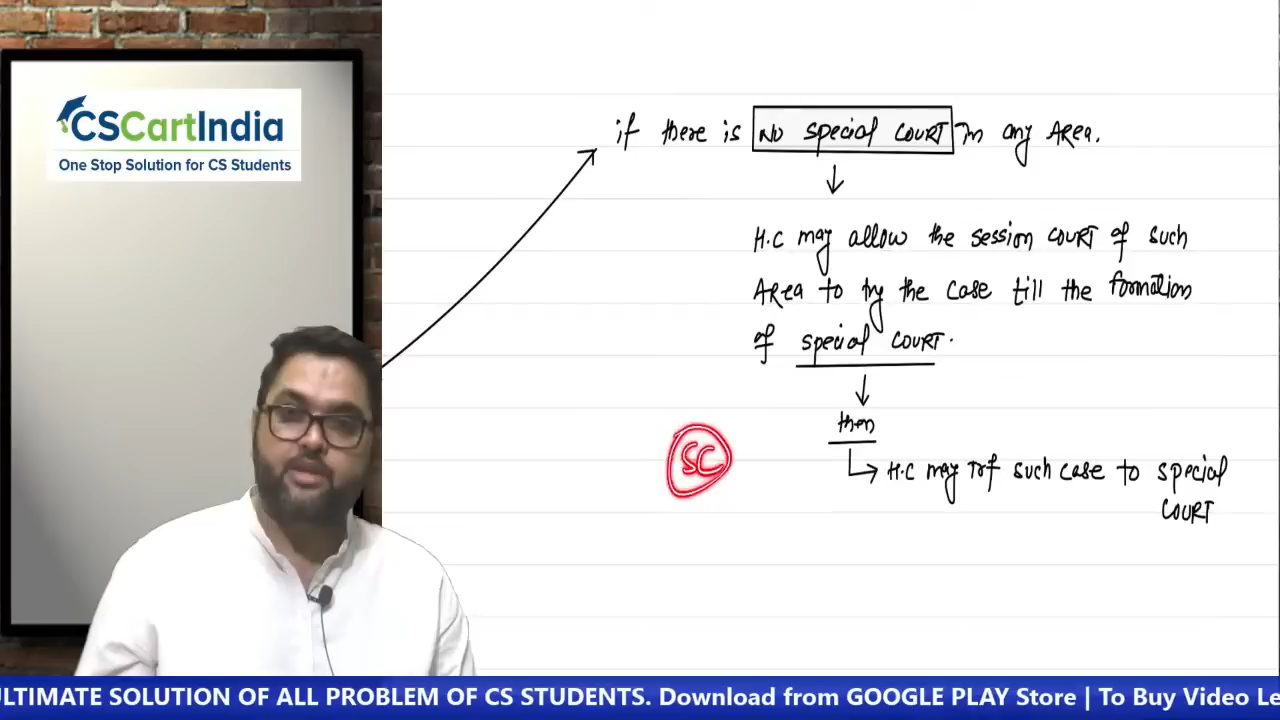 CSCartIndia
One Stop Solution for CS Students
if there is NO special COURT in any AREA.
H.C may allow the session COURT of such
AREA to try the case till the formation
of special COURT.
then
SC
H.C may trf such case to special
COURT
ULTIMATE SOLUTION OF ALL PROBLEM OF CS STUDENTS. Download from GOOGLE PLAY Store | To Buy Video Le